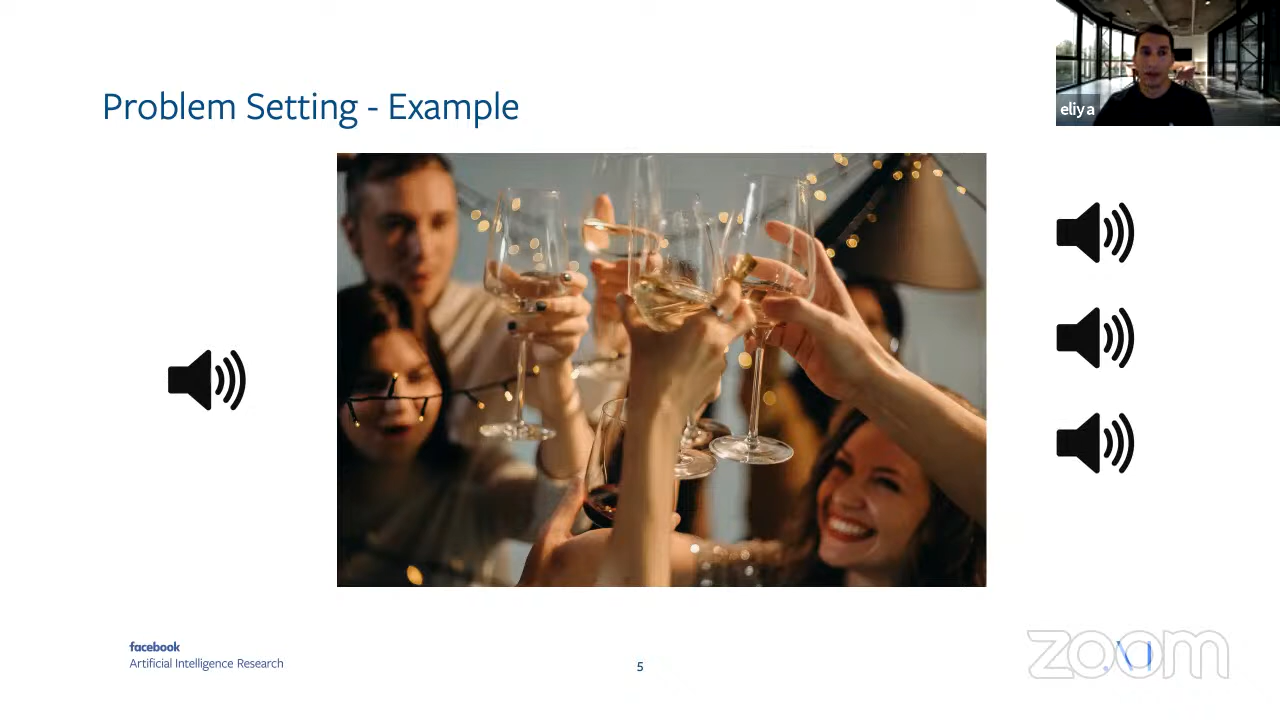 Problem Setting - Example
eliya
facebook
Artificial Intelligence Research
5
zoom